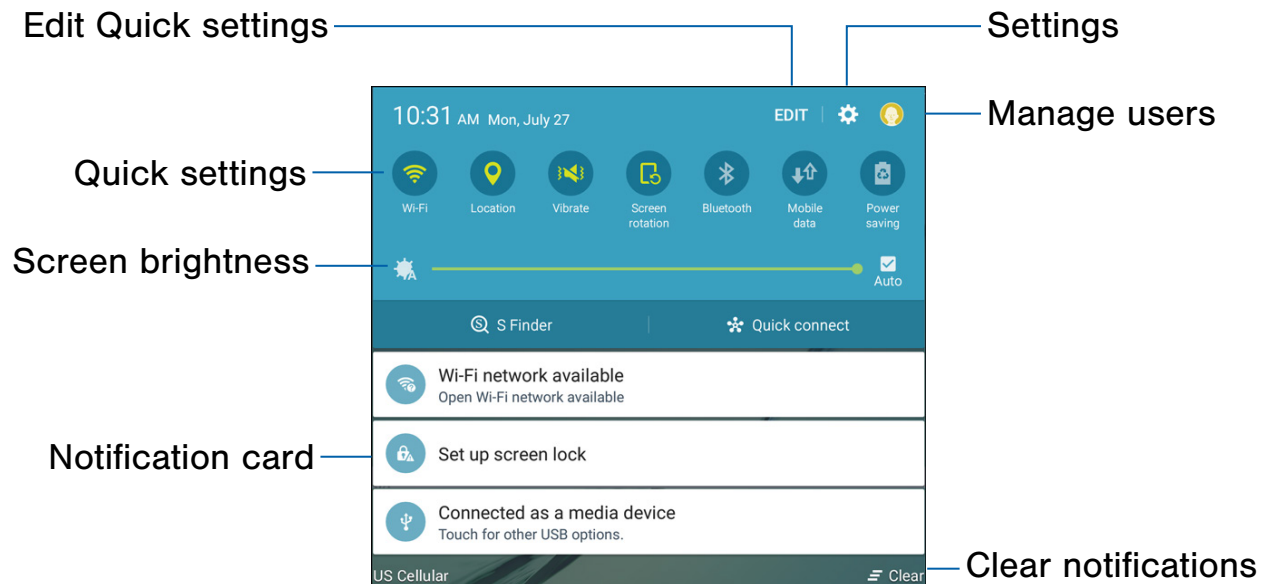 Edit Quick settings
Settings
10:31 AM Mon, July 27
EDIT
Manage users
Quick settings
Wi-Fi
Location
Vibrate
Screen rotation
Bluetooth
Mobile data
Power saving
Screen brightness
A
Auto
S Finder
Quick connect
Wi-Fi network available
Open Wi-Fi network available
Notification card
Set up screen lock
Connected as a media device
Touch for other USB options.
US Cellular
Clear
Clear notifications